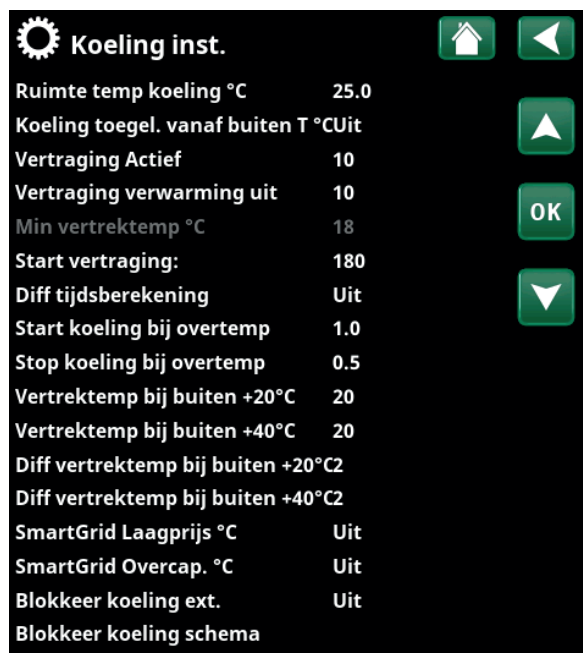 Koeling inst.
Ruimte temp koeling °C 25.0
Koeling toegel. vanaf buiten T °CUit
Vertraging Actief 10
Vertraging verwarming uit 10
Min vertrektemp °C 18
OK
Start vertraging: 180
Diff tijdsberekening Uit
Start koeling bij overtemp 1.0
Stop koeling bij overtemp 0.5
Vertrektemp bij buiten +20°C 20
Vertrektemp bij buiten +40°C 20
Diff vertrektemp bij buiten +20°C2
Diff vertrektemp bij buiten +40°C2
SmartGrid Laagprijs °C Uit
SmartGrid Overcap. °C Uit
Blokkeer koeling ext. Uit
Blokkeer koeling schema